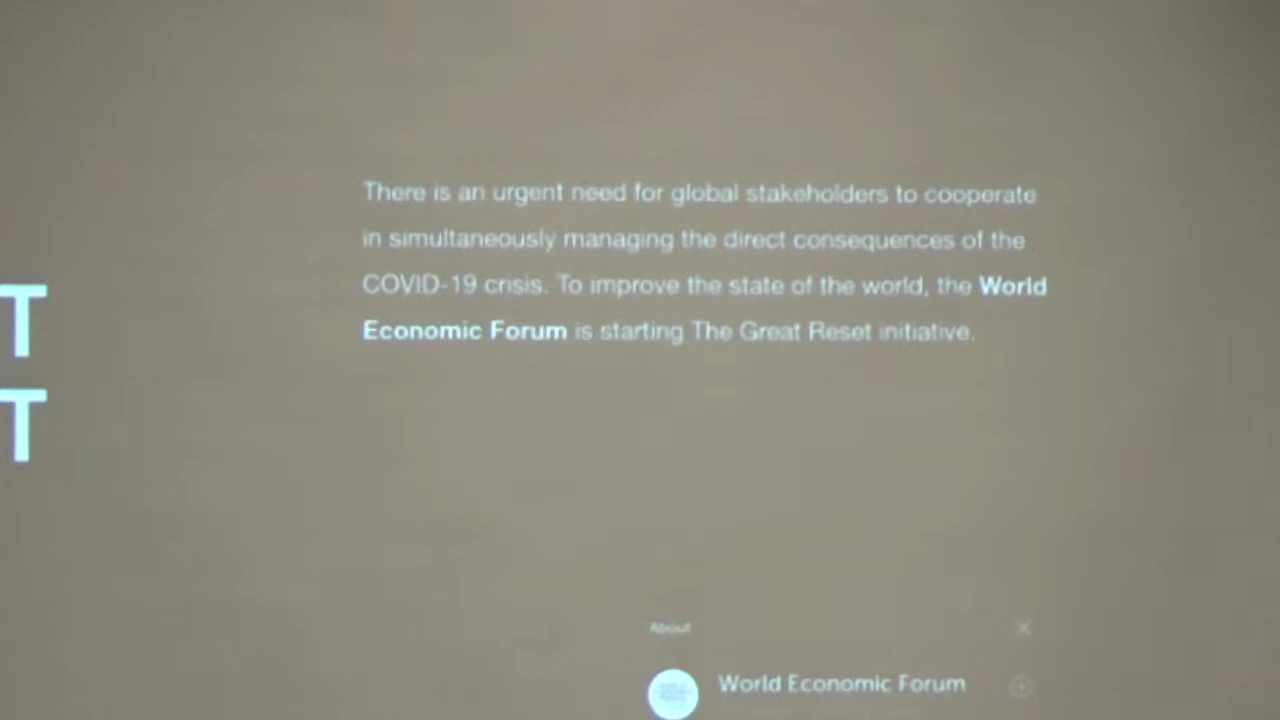 T
T
There is an urgent need for global stakeholders to cooperate
in simultaneously managing the direct consequences of the
COVID-19 crisis. To improve the state of the world, the World
Economic Forum is starting The Great Reset initiative.
About
World Economic Forum